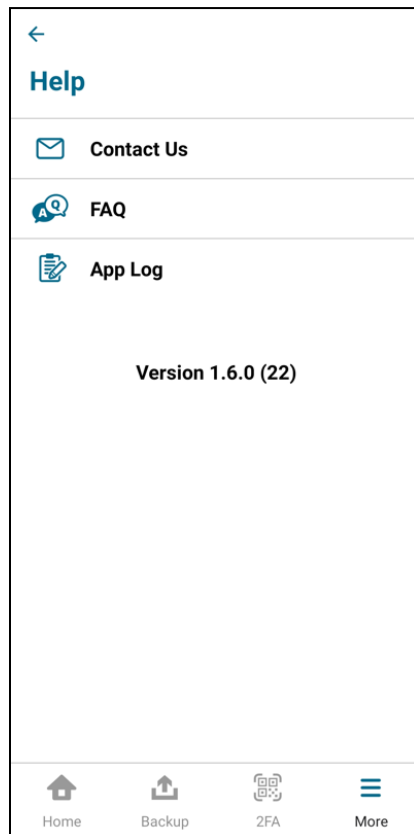 Help
Contact Us
A Q
FAQ
App Log
Version 1.6.0 (22)
Home Backup 2FA More